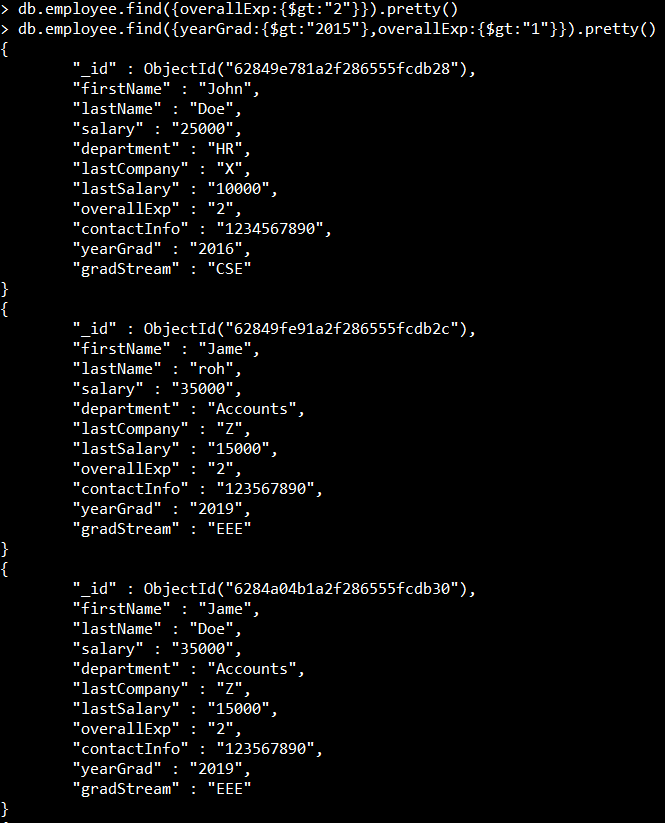 > db.employee.find({overallExp:{$gt:"2"}}).pretty()
> db.employee.find({yearGrad:{$gt:"2015"},overallExp:{$gt:"1"}}).pretty()
{
        "_id" : ObjectId("62849e781a2f286555fcdb28"),
        "firstName" : "John",
        "lastName" : "Doe",
        "salary" : "25000",
        "department" : "HR",
        "lastCompany" : "X",
        "lastSalary" : "10000",
        "overallExp" : "2",
        "contactInfo" : "1234567890",
        "yearGrad" : "2016",
        "gradStream" : "CSE"
}
{
        "_id" : ObjectId("62849fe91a2f286555fcdb2c"),
        "firstName" : "Jame",
        "lastName" : "roh",
        "salary" : "35000",
        "department" : "Accounts",
        "lastCompany" : "Z",
        "lastSalary" : "15000",
        "overallExp" : "2",
        "contactInfo" : "123567890",
        "yearGrad" : "2019",
        "gradStream" : "EEE"
}
{
        "_id" : ObjectId("6284a04b1a2f286555fcdb30"),
        "firstName" : "Jame",
        "lastName" : "Doe",
        "salary" : "35000",
        "department" : "Accounts",
        "lastCompany" : "Z",
        "lastSalary" : "15000",
        "overallExp" : "2",
        "contactInfo" : "123567890",
        "yearGrad" : "2019",
        "gradStream" : "EEE"
}